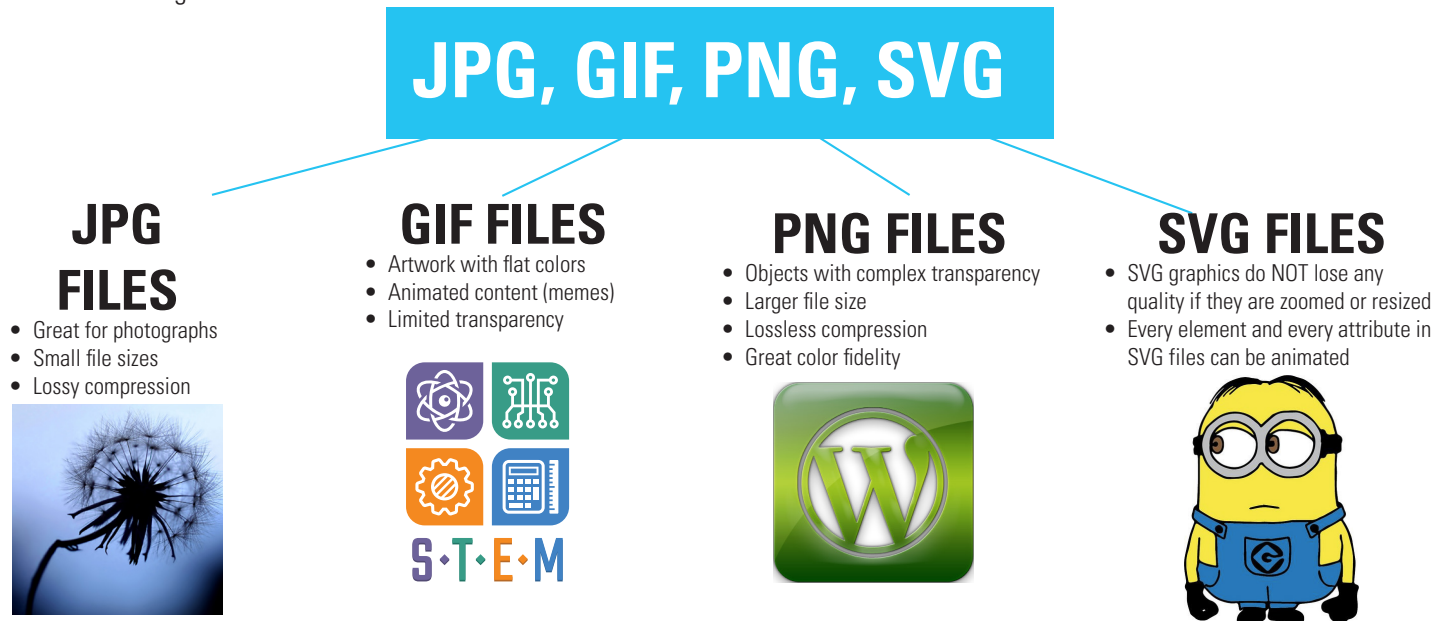 JPG, GIF, PNG, SVG
JPG
FILES
• Great for photographs
• Small file sizes
• Lossy compression
GIF FILES
• Artwork with flat colors
• Animated content (memes)
• Limited transparency
S•T•E•M
PNG FILES
• Objects with complex transparency
• Larger file size
• Lossless compression
• Great color fidelity
W
SVG FILES
• SVG graphics do NOT lose any
quality if they are zoomed or resized
• Every element and every attribute in
SVG files can be animated
G